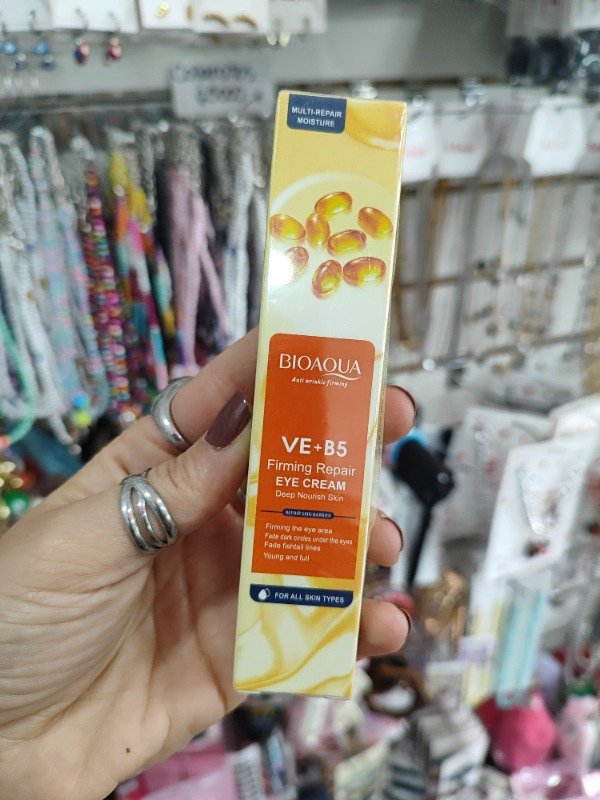 MULTI-REPAIR
MOISTURE
BIOAQUA
Anti wrinkle firming
VE+B5
Firming Repair
EYE CREAM
Deep Nourish Skin
REPAIR SKIN BARRIER
Firming the eye area
Fade dark circles under the eyes
Fade fishtail lines
Young and full
FOR ALL SKIN TYPES